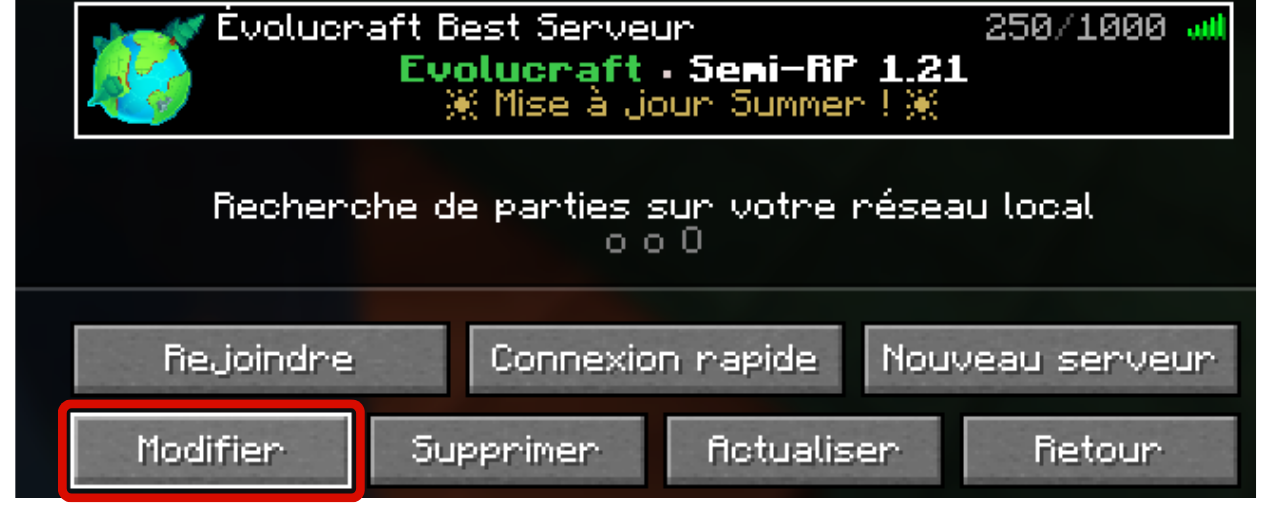 Évolucraft Best Serveur 250/1000
Evolucraft · Semi-RP 1.21
☀ Mise à jour Summer ! ☀
Recherche de parties sur votre réseau local
o o O
Rejoindre Connexion rapide Nouveau serveur
Modifier Supprimer Actualiser Retour